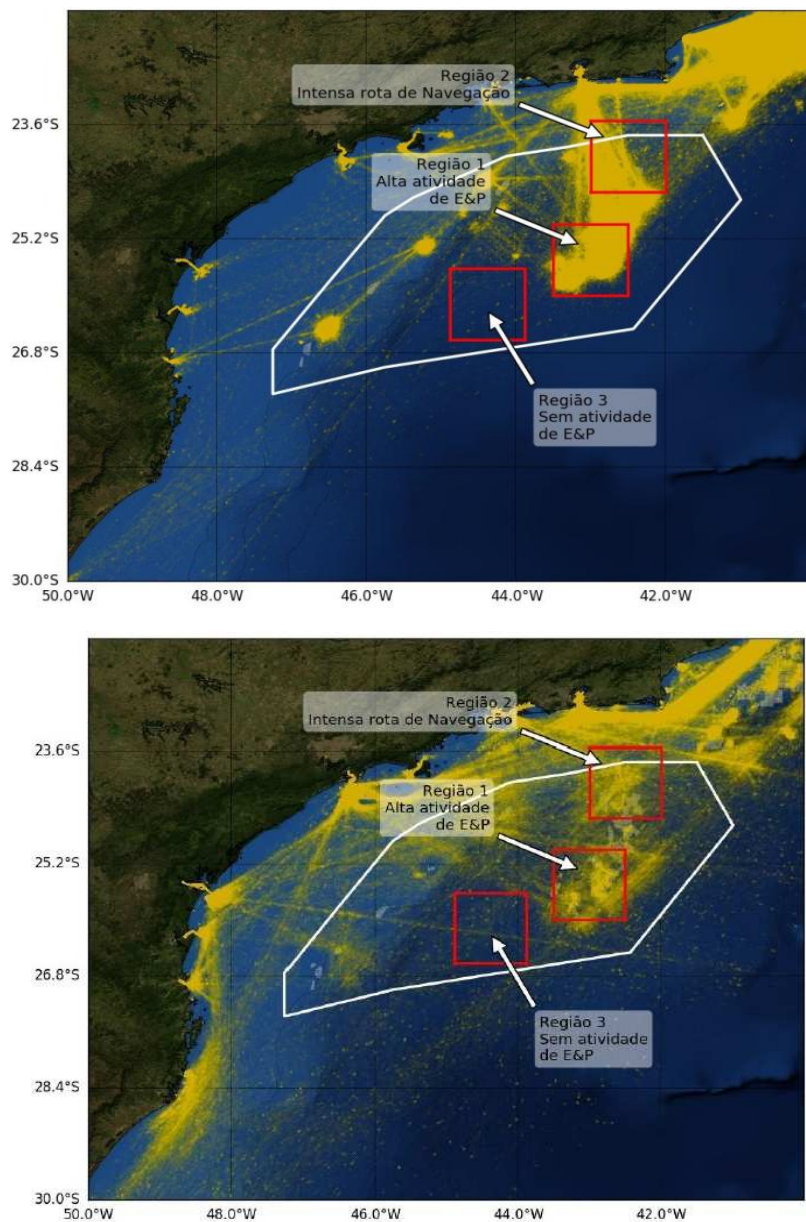 Região 2
Intensa rota de Navegação
23.6°S
Região 1
Alta atividade
de E&P
25.2°S
26.8°S
Região 3
Sem atividade
de E&P
28.4°S
30.0°S
50.0°W 48.0°W 46.0°W 44.0°W 42.0°W
Região 2
Intensa rota de Navegação
23.6°S
Região 1
Alta atividade
de E&P
25.2°S
26.8°S
Região 3
Sem atividade
de E&P
28.4°S
30.0°S
50.0°W 48.0°W 46.0°W 44.0°W 42.0°W